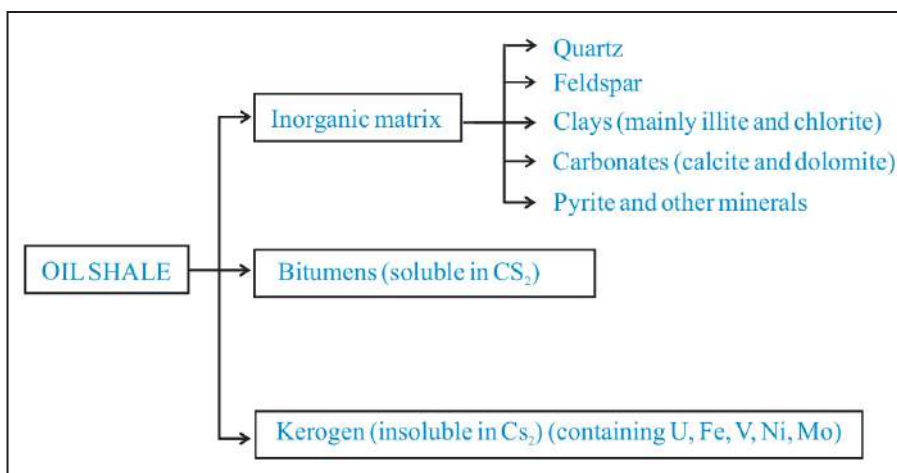 Quartz
Feldspar
Inorganic matrix
Clays (mainly illite and chlorite)
Carbonates (calcite and dolomite)
Pyrite and other minerals
OIL SHALE
Bitumens (soluble in CS₂)
Kerogen (insoluble in Cs₂) (containing U, Fe, V, Ni, Mo)